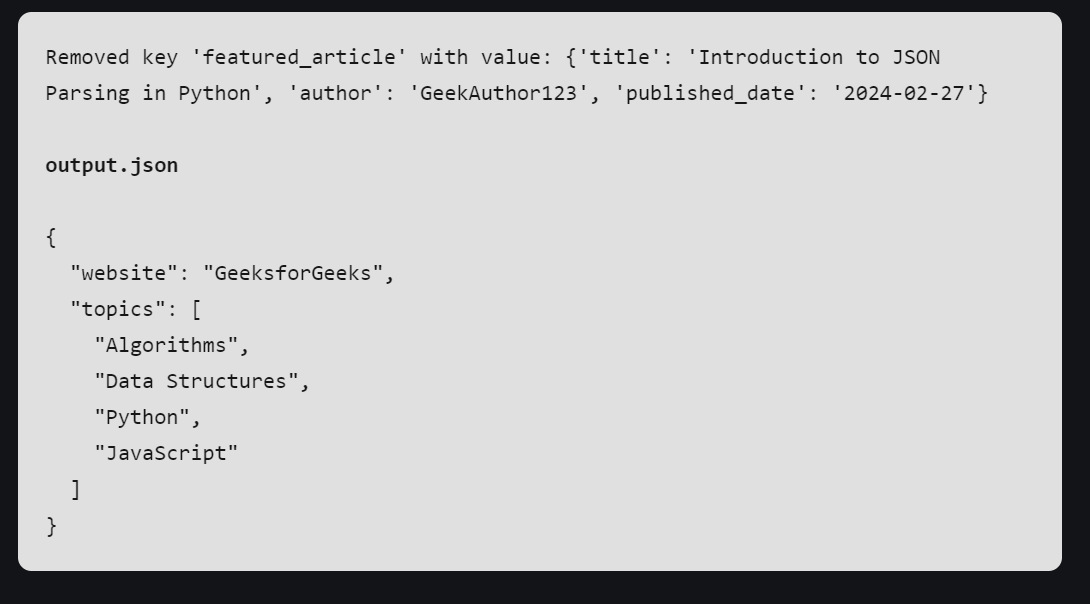 Removed key 'featured_article' with value: {'title': 'Introduction to JSON
Parsing in Python', 'author': 'GeekAuthor123', 'published_date': '2024-02-27'}
output.json
{
  "website": "GeeksforGeeks",
  "topics": [
    "Algorithms",
    "Data Structures",
    "Python",
    "JavaScript"
  ]
}